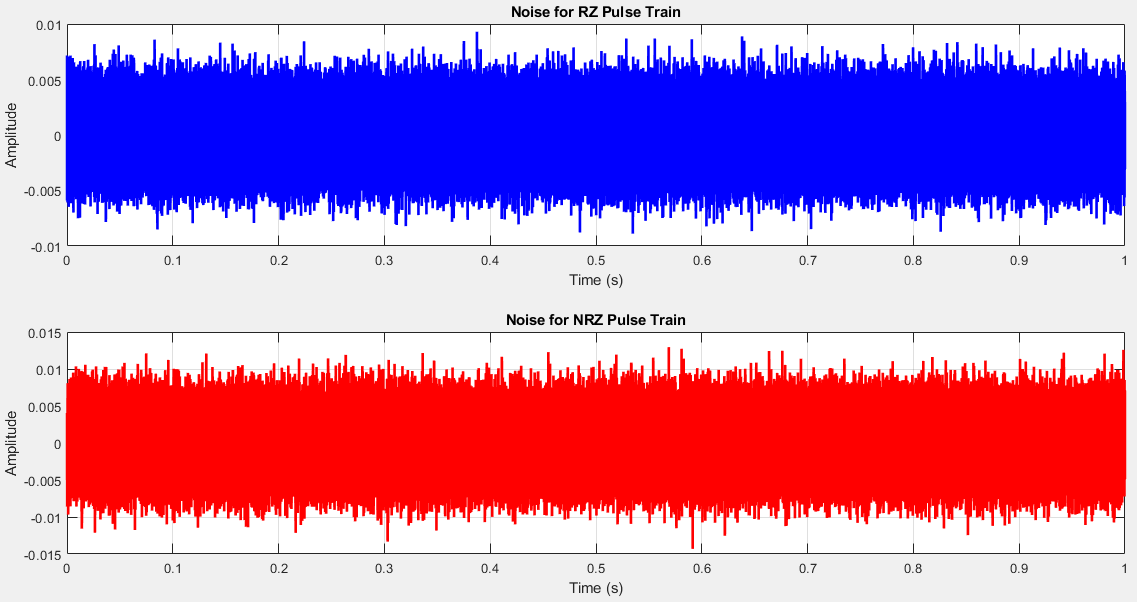 Noise for RZ Pulse Train
0.01
0.005
0
-0.005
-0.01
Amplitude
0 0.1 0.2 0.3 0.4 0.5 0.6 0.7 0.8 0.9 1
Time (s)
Noise for NRZ Pulse Train
0.015
0.01
0.005
0
-0.005
-0.01
-0.015
Amplitude
0 0.1 0.2 0.3 0.4 0.5 0.6 0.7 0.8 0.9 1
Time (s)